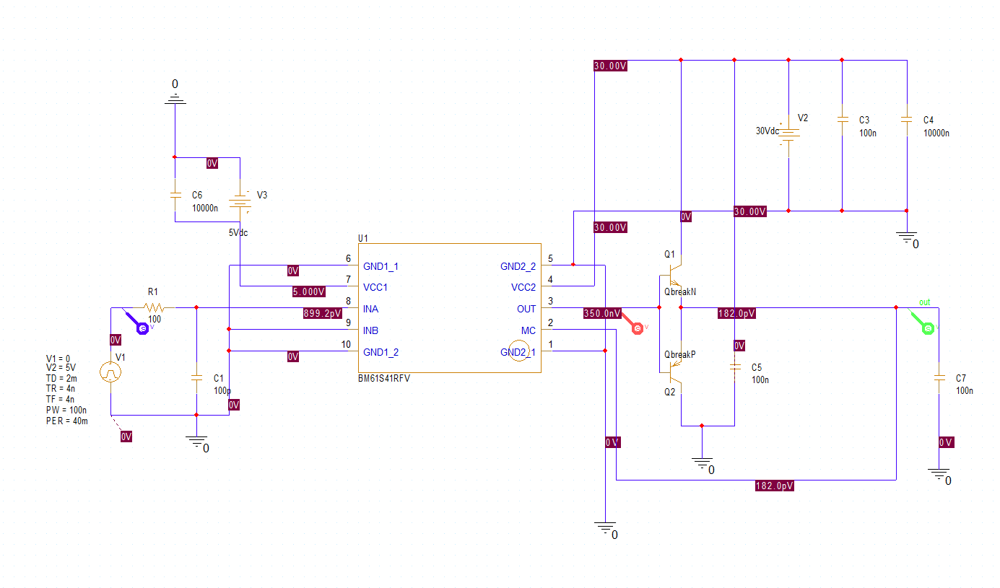 30.00V
0
V2
30Vdc
C3
100n
C4
10000n
0V
C6
10000n
V3
5Vdc
0V
30.00V
30.00V
0
U1
6
GND1_1
GND2_2
5
0V
7
VCC1
VCC2
4
5.000V
Q1
QbreakN
R1
100
8
INA
OUT
3
899.2pV
350.0nV
V
182.0pV
out
V
9
INB
MC
2
0V
10
GND1_2
GND2_1
1
0V
BM61S41RFV
QbreakP
Q2
0V
C5
100n
V1
V1 = 0
V2 = 5V
TD = 2m
TR = 4n
TF = 4n
PW = 100n
PER = 40m
C1
100p
C7
100n
0V
0V
0
0V
0V
0
0
182.0pV
0